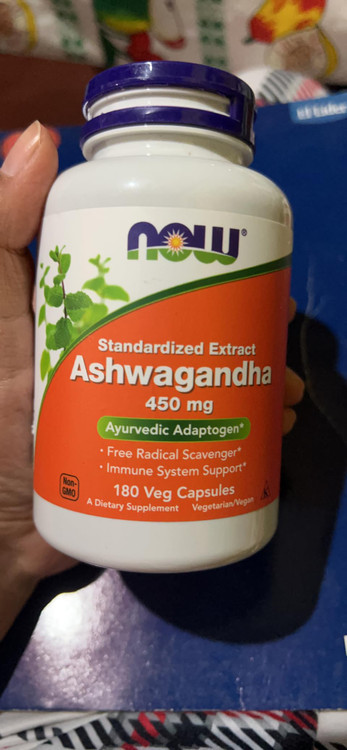 now®
Standardized Extract
Ashwagandha
450 mg
Ayurvedic Adaptogen*
• Free Radical Scavenger*
• Immune System Support*
180 Veg Capsules
Non-
GMO
A Dietary Supplement Vegetarian/Vegan